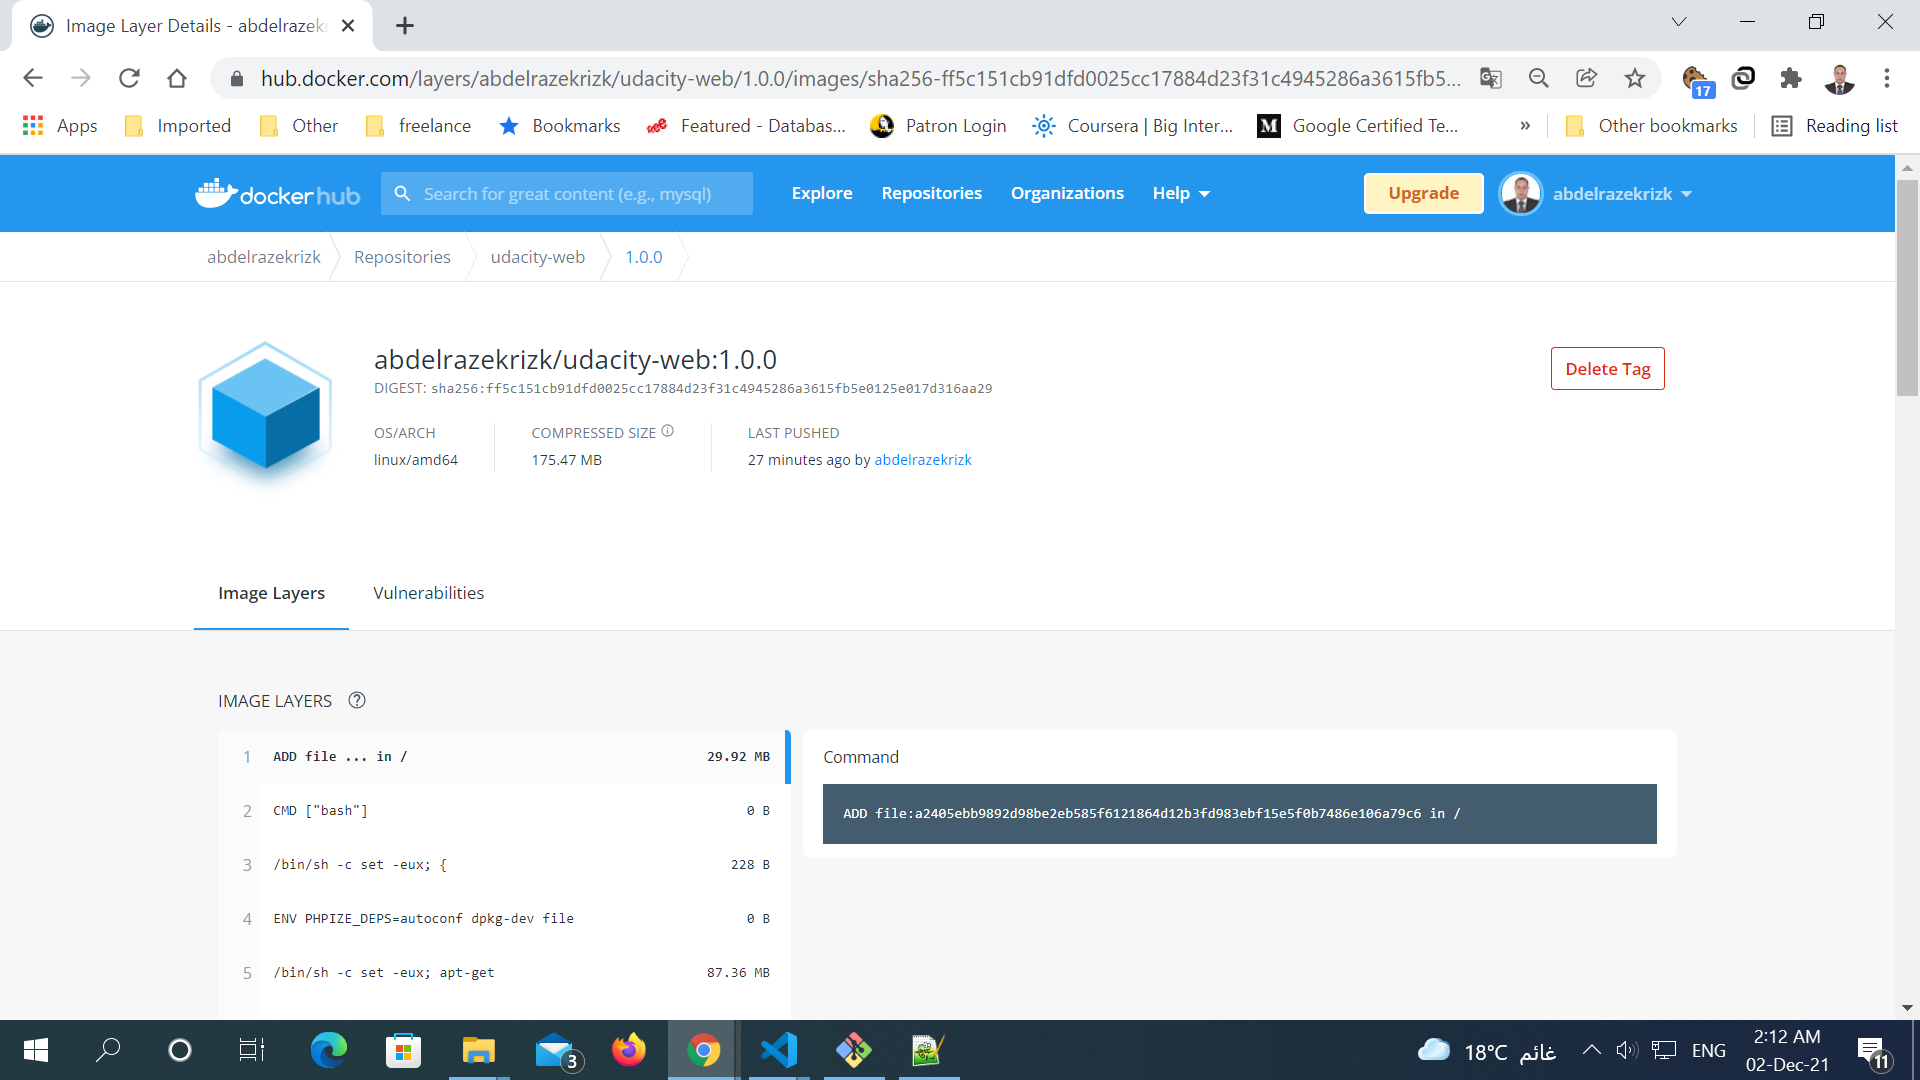 Image Layer Details - abdelrazekr
hub.docker.com/layers/abdelrazekrizk/udacity-web/1.0.0/images/sha256-ff5c151cb91dfd0025cc17884d23f31c4945286a3615fb5...
17
Apps Imported Other freelance Bookmarks Featured - Databas... Patron Login Coursera | Big Inter... Google Certified Te... » Other bookmarks Reading list
docker hub Search for great content (e.g., mysql) Explore Repositories Organizations Help Upgrade abdelrazekrizk
abdelrazekrizk Repositories udacity-web 1.0.0
abdelrazekrizk/udacity-web:1.0.0
Delete Tag
DIGEST: sha256:ff5c151cb91dfd0025cc17884d23f31c4945286a3615fb5e0125e017d316aa29
OS/ARCH COMPRESSED SIZE LAST PUSHED
linux/amd64 175.47 MB 27 minutes ago by abdelrazekrizk
Image Layers Vulnerabilities
IMAGE LAYERS
1 ADD file ... in / 29.92 MB
2 CMD ["bash"] 0 B
3 /bin/sh -c set -eux; { 228 B
4 ENV PHPIZE_DEPS=autoconf dpkg-dev file 0 B
5 /bin/sh -c set -eux; apt-get 87.36 MB
Command
ADD file:a2405ebb9892d98be2eb585f6121864d12b3fd983ebf15e5f0b7486e106a79c6 in /
3
18°C غائم
ENG
2:12 AM
02-Dec-21
11